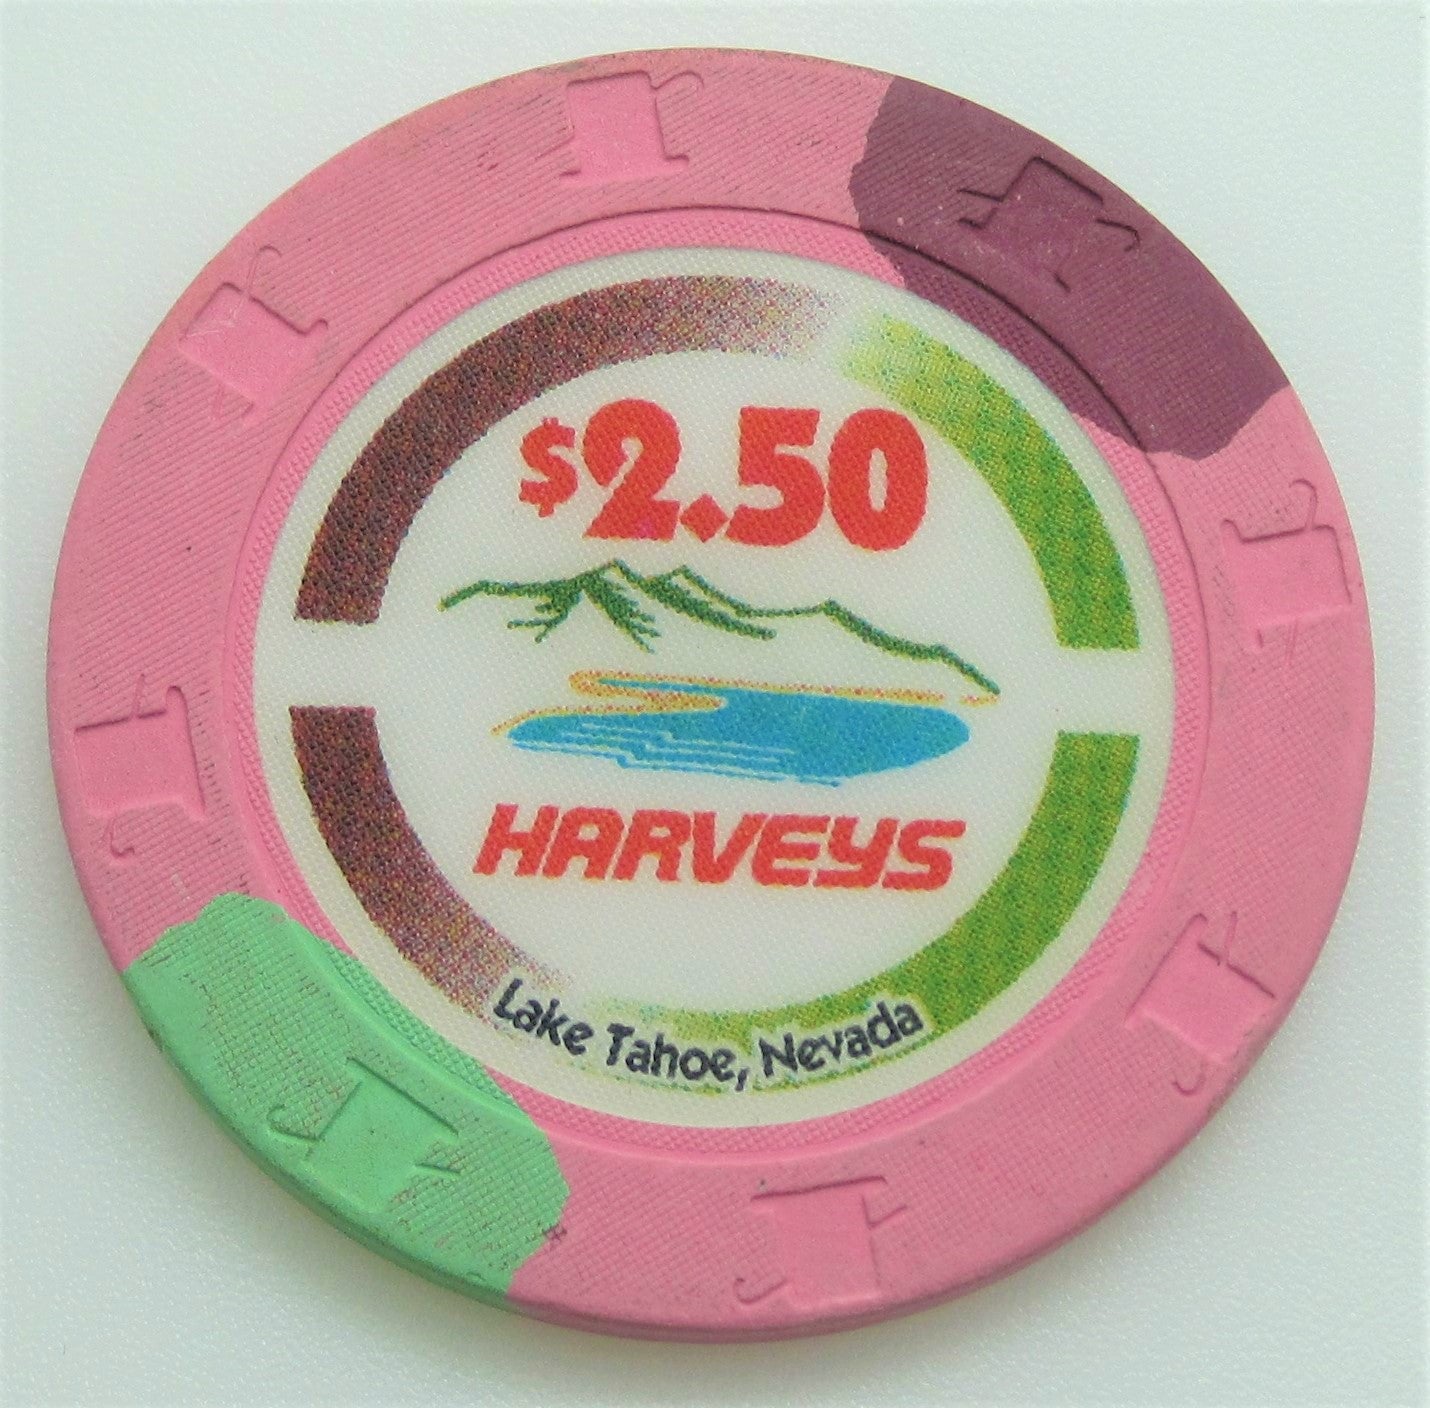 $2.50
HARVEYS
Lake Tahoe, Nevada